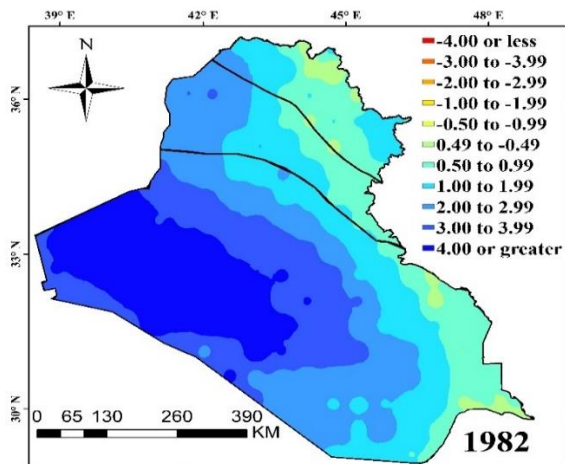 39°E 42°E 45°E 48°E
N
36°N
33°N
30°N
-4.00 or less
-3.00 to -3.99
-2.00 to -2.99
-1.00 to -1.99
-0.50 to -0.99
0.49 to -0.49
0.50 to 0.99
1.00 to 1.99
2.00 to 2.99
3.00 to 3.99
4.00 or greater
0 65 130 260 390
KM
1982